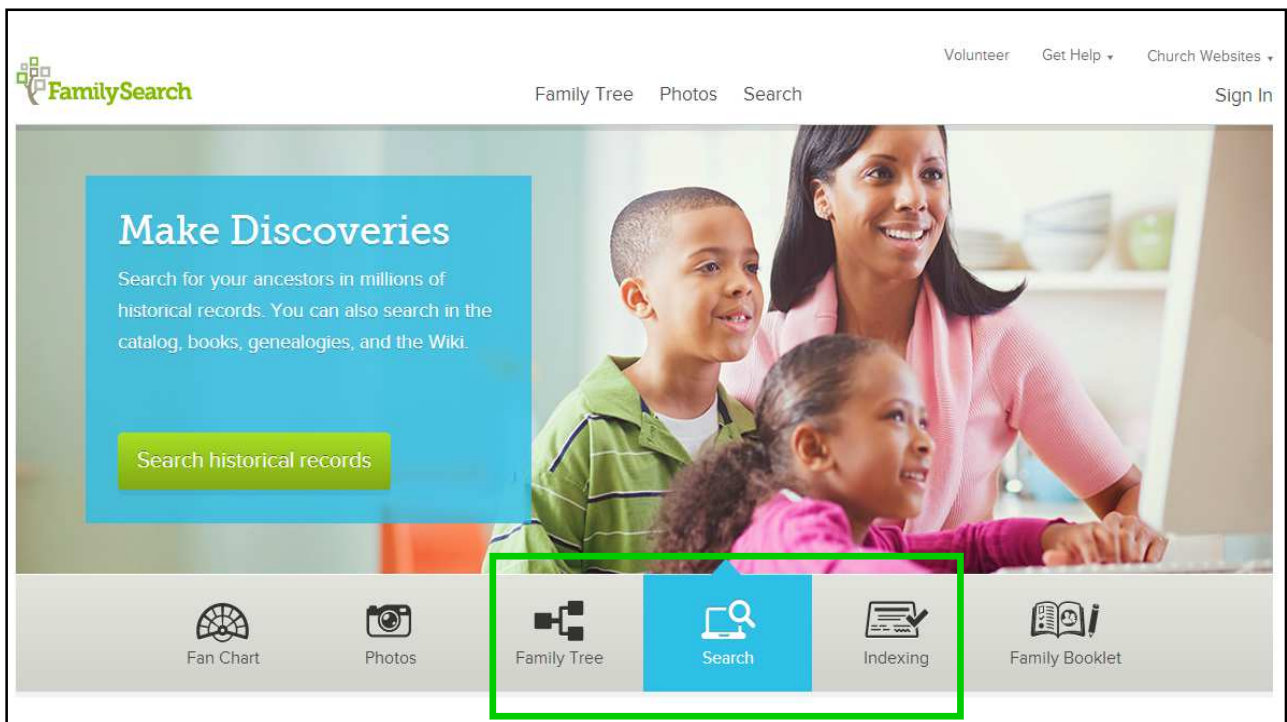 Volunteer Get Help Church Websites
FamilySearch
Family Tree Photos Search Sign In
Make Discoveries
Search for your ancestors in millions of
historical records. You can also search in the
catalog, books, genealogies, and the Wiki.
Search historical records
Fan Chart Photos Family Tree Search Indexing Family Booklet